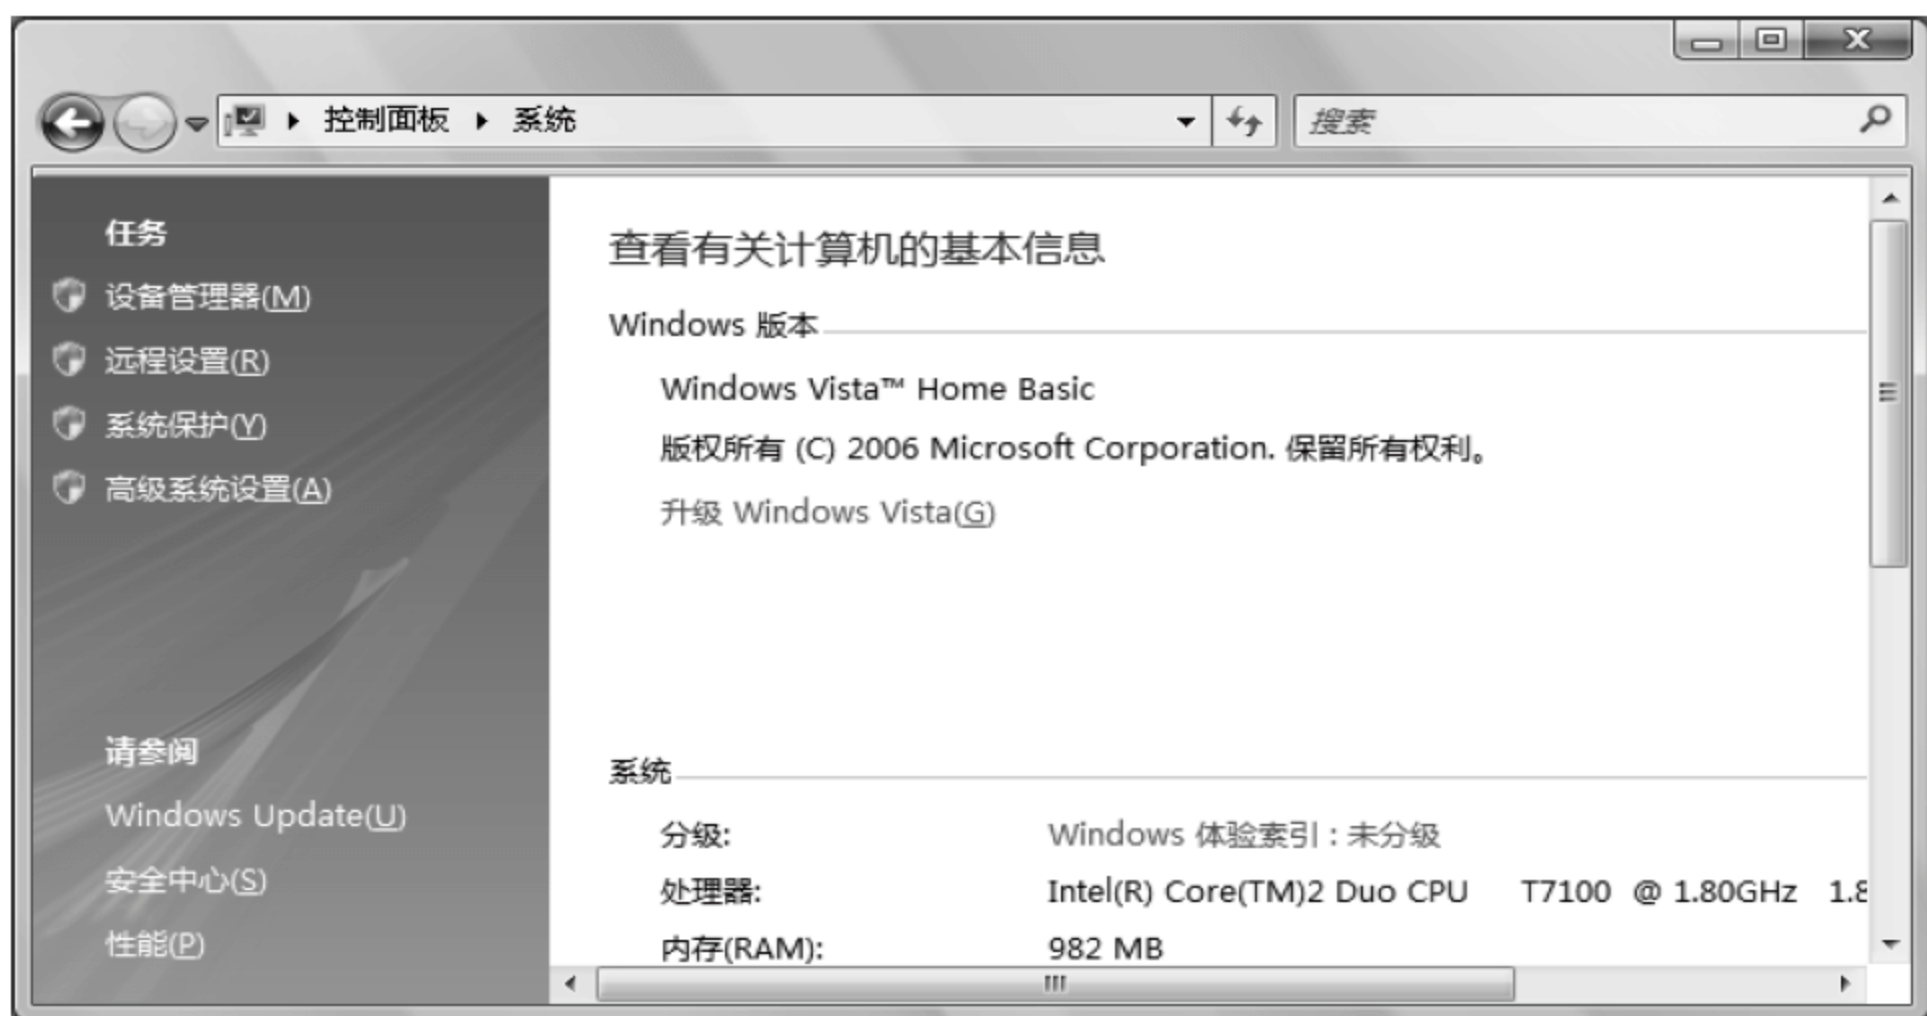 控制面板 系统
搜索
任务
设备管理器(M)
远程设置(R)
系统保护(Y)
高级系统设置(A)
请参阅
Windows Update(U)
安全中心(S)
性能(P)
查看有关计算机的基本信息
Windows 版本
Windows Vista™ Home Basic
版权所有 (C) 2006 Microsoft Corporation. 保留所有权利。
升级 Windows Vista(G)
系统
分级: Windows 体验索引 : 未分级
处理器: Intel(R) Core(TM)2 Duo CPU T7100 @ 1.80GHz 1.8
内存(RAM): 982 MB